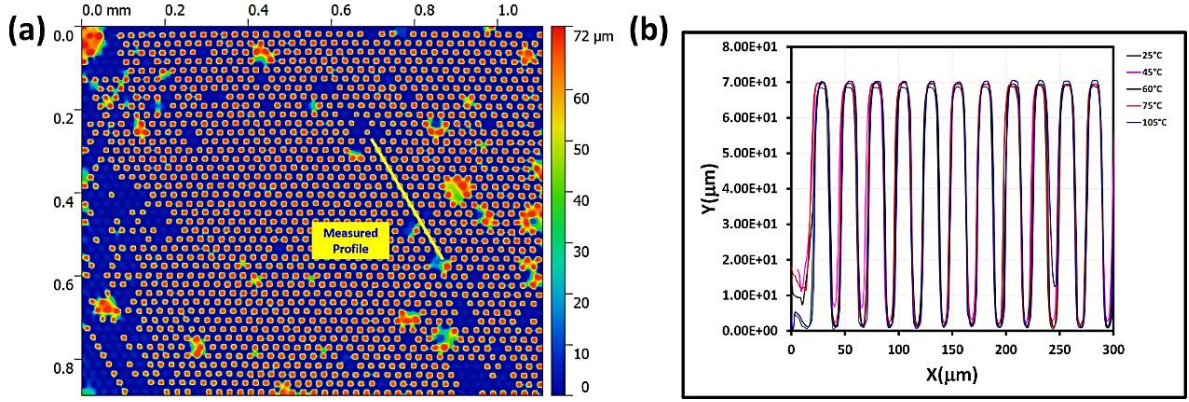 (a)
0.0 mm 0.2 0.4 0.6 0.8 1.0
0.0
0.2
0.4
0.6
0.8
Measured
Profile
72 µm
60
50
40
30
20
10
0
(b)
8.00E+01
7.00E+01
6.00E+01
5.00E+01
4.00E+01
3.00E+01
2.00E+01
1.00E+01
0.00E+00
Y(µm)
0 50 100 150 200 250 300
X(µm)
25°C
45°C
60°C
75°C
105°C